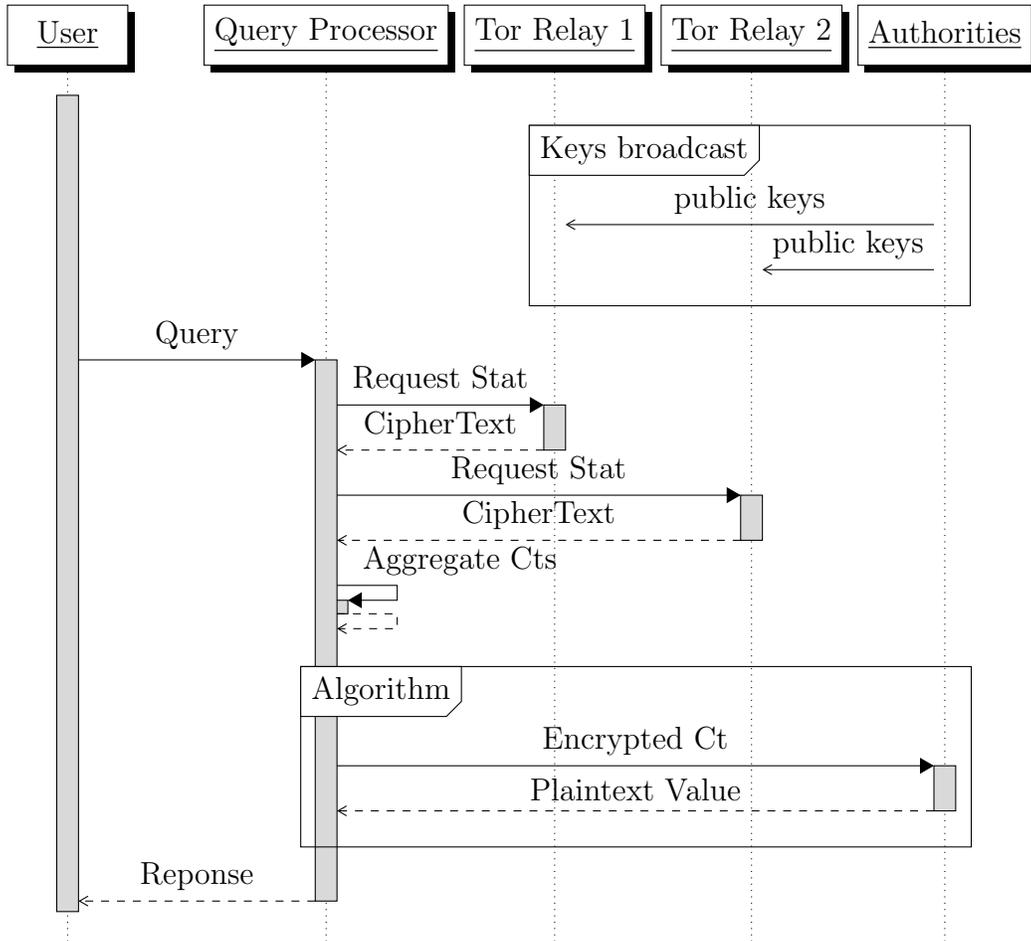 User
Query Processor
Tor Relay 1
Tor Relay 2
Authorities
Keys broadcast
public keys
public keys
Query
Request Stat
CipherText
Request Stat
CipherText
Aggregate Cts
Algorithm
Encrypted Ct
Plaintext Value
Reponse